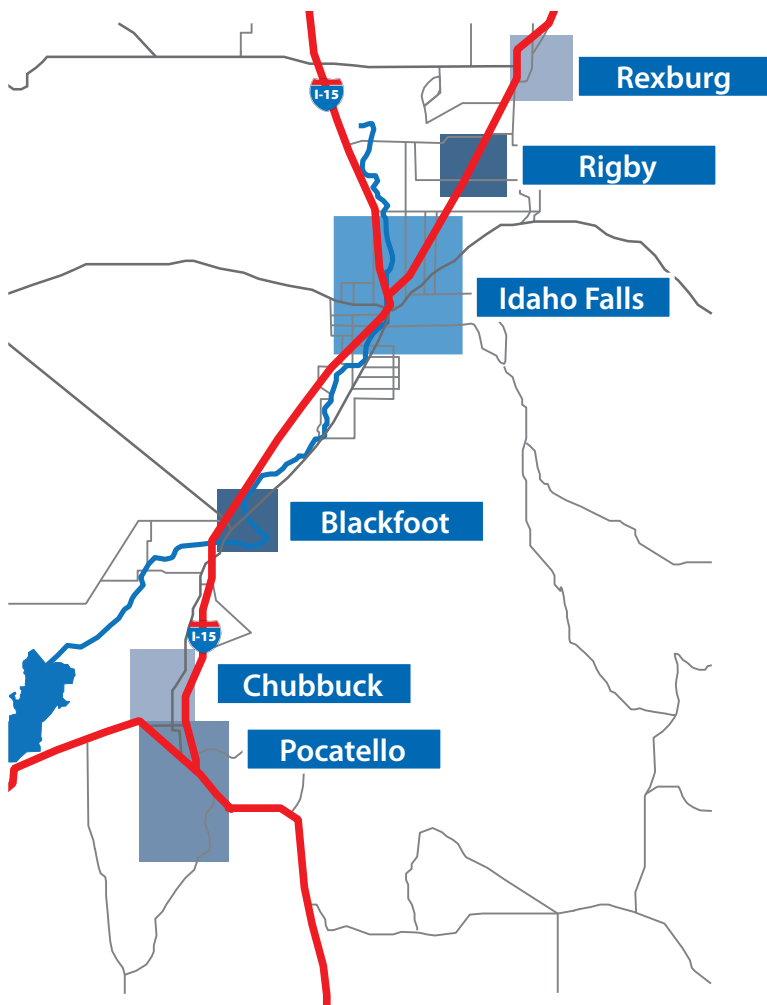 I-15
Rexburg
Rigby
Idaho Falls
Blackfoot
I-15
Chubbuck
Pocatello